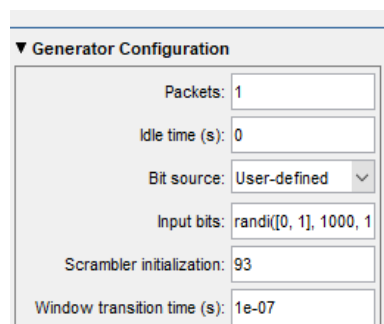 ▼ Generator Configuration
Packets: 1
Idle time (s): 0
Bit source: User-defined
Input bits: randi([0, 1], 1000, 1
Scrambler initialization: 93
Window transition time (s): 1e-07